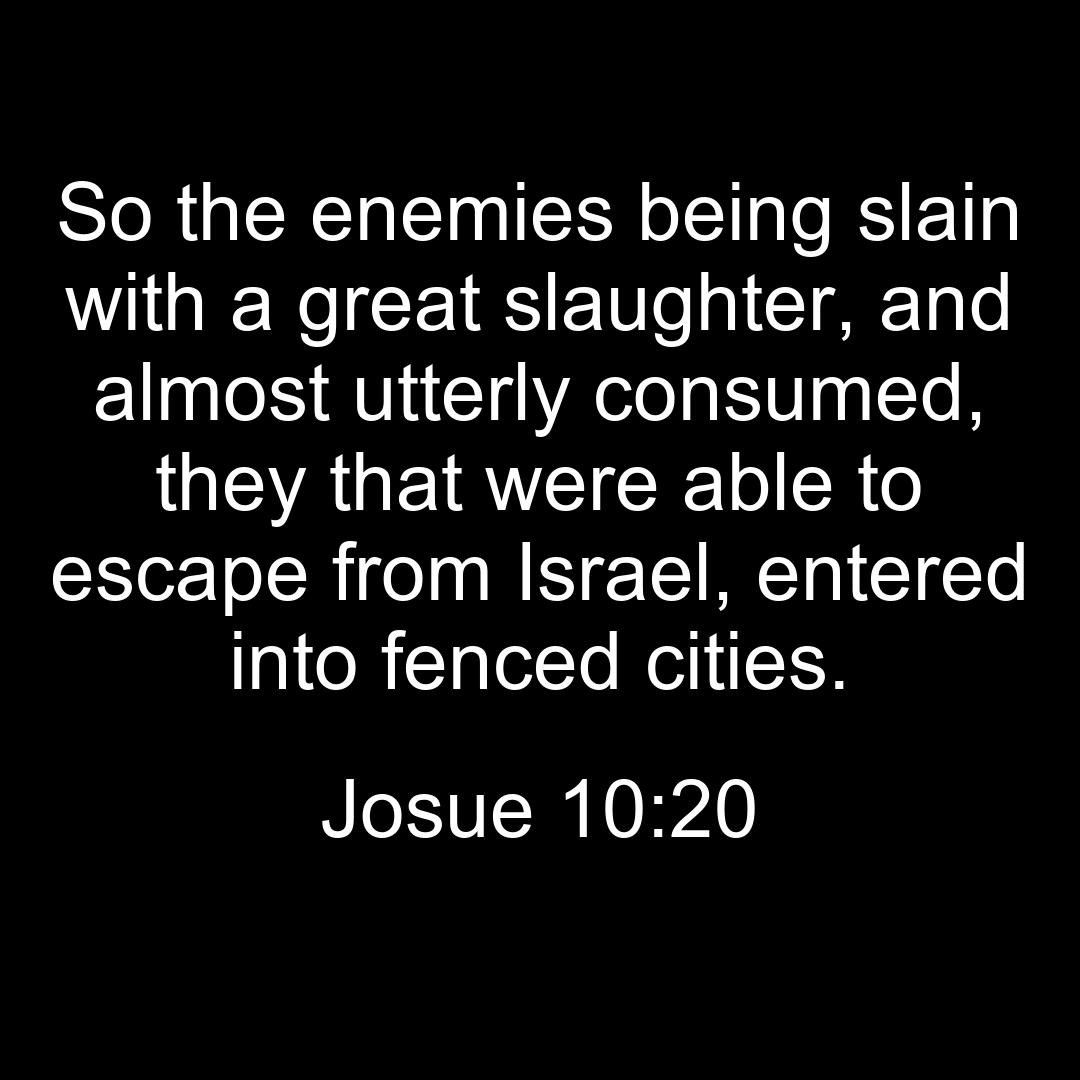 So the enemies being slain
with a great slaughter, and
almost utterly consumed,
they that were able to
escape from Israel, entered
into fenced cities.
Josue 10:20